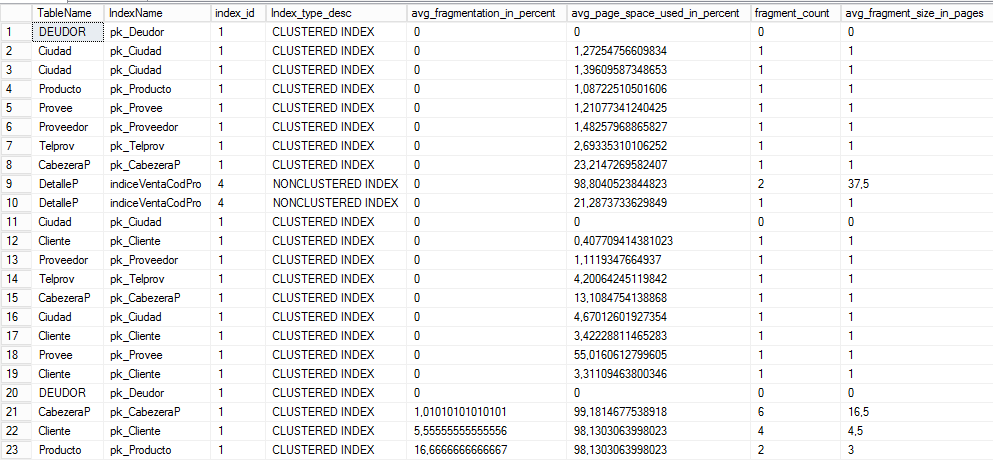 TableName IndexName index_id Index_type_desc avg_fragmentation_in_percent avg_page_space_used_in_percent fragment_count avg_fragment_size_in_pages
1 DEUDOR pk_Deudor 1 CLUSTERED INDEX 0 0 0 0
2 Ciudad pk_Ciudad 1 CLUSTERED INDEX 0 1,27254756609834 1 1
3 Ciudad pk_Ciudad 1 CLUSTERED INDEX 0 1,39609587348653 1 1
4 Producto pk_Producto 1 CLUSTERED INDEX 0 1,08722510501606 1 1
5 Provee pk_Provee 1 CLUSTERED INDEX 0 1,21077341240425 1 1
6 Proveedor pk_Proveedor 1 CLUSTERED INDEX 0 1,48257968865827 1 1
7 Telprov pk_Telprov 1 CLUSTERED INDEX 0 2,69335310106252 1 1
8 CabezeraP pk_CabezeraP 1 CLUSTERED INDEX 0 23,2147269582407 1 1
9 DetalleP indiceVentaCodPro 4 NONCLUSTERED INDEX 0 98,8040523844823 2 37,5
10 DetalleP indiceVentaCodPro 4 NONCLUSTERED INDEX 0 21,2873733629849 1 1
11 Ciudad pk_Ciudad 1 CLUSTERED INDEX 0 0 0 0
12 Cliente pk_Cliente 1 CLUSTERED INDEX 0 0,407709414381023 1 1
13 Proveedor pk_Proveedor 1 CLUSTERED INDEX 0 1,1119347664937 1 1
14 Telprov pk_Telprov 1 CLUSTERED INDEX 0 4,20064245119842 1 1
15 CabezeraP pk_CabezeraP 1 CLUSTERED INDEX 0 13,1084754138868 1 1
16 Ciudad pk_Ciudad 1 CLUSTERED INDEX 0 4,67012601927354 1 1
17 Cliente pk_Cliente 1 CLUSTERED INDEX 0 3,42228811465283 1 1
18 Provee pk_Provee 1 CLUSTERED INDEX 0 55,0160612799605 1 1
19 Cliente pk_Cliente 1 CLUSTERED INDEX 0 3,31109463800346 1 1
20 DEUDOR pk_Deudor 1 CLUSTERED INDEX 0 0 0 0
21 CabezeraP pk_CabezeraP 1 CLUSTERED INDEX 1,01010101010101 99,1814677538918 6 16,5
22 Cliente pk_Cliente 1 CLUSTERED INDEX 5,55555555555556 98,1303063998023 4 4,5
23 Producto pk_Producto 1 CLUSTERED INDEX 16,6666666666667 98,1303063998023 2 3